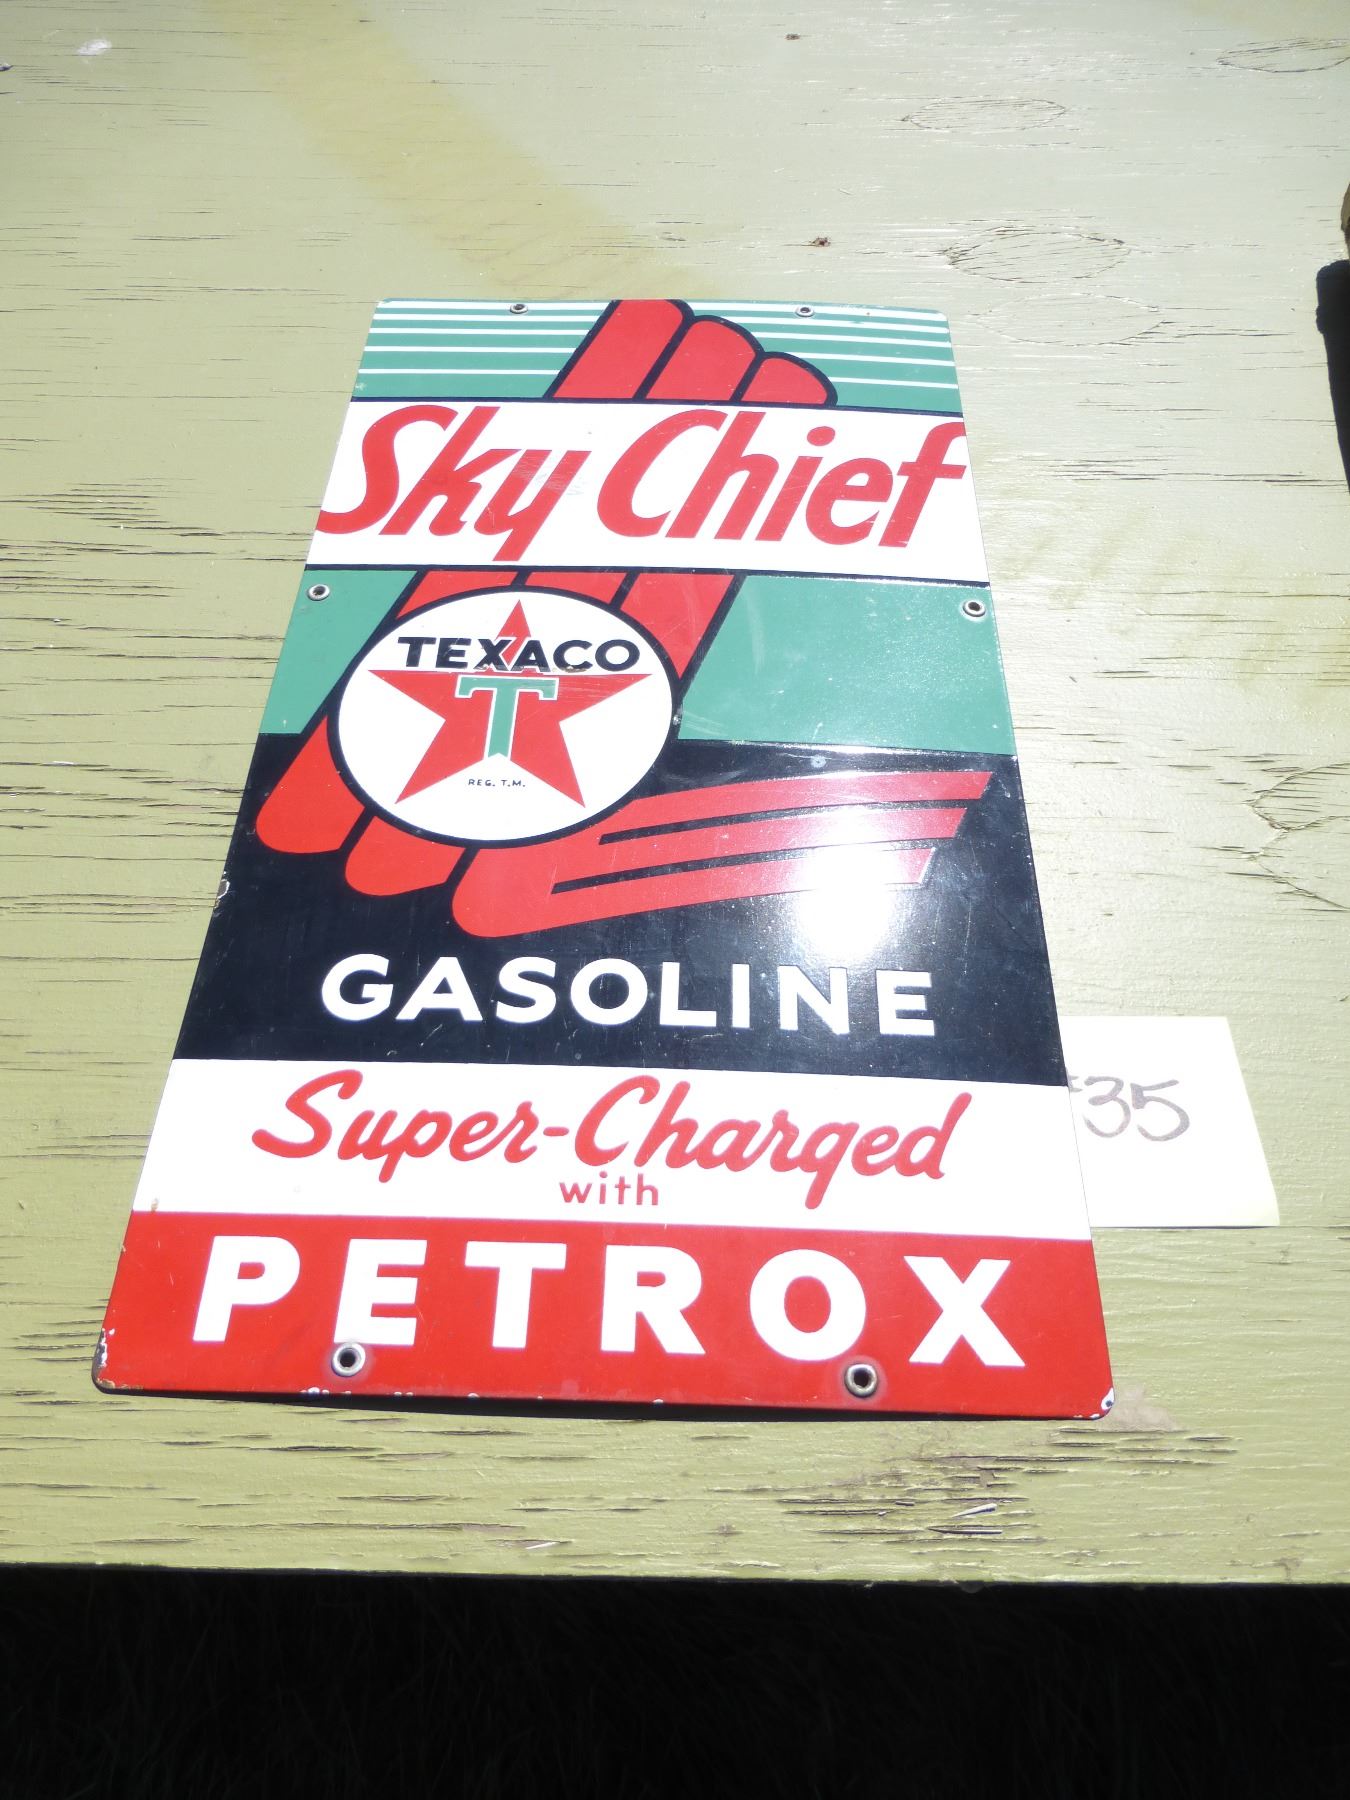 Sky Chief
TEXACO
T
REG. T.M.
GASOLINE
Super-Charged
with
PETROX
35